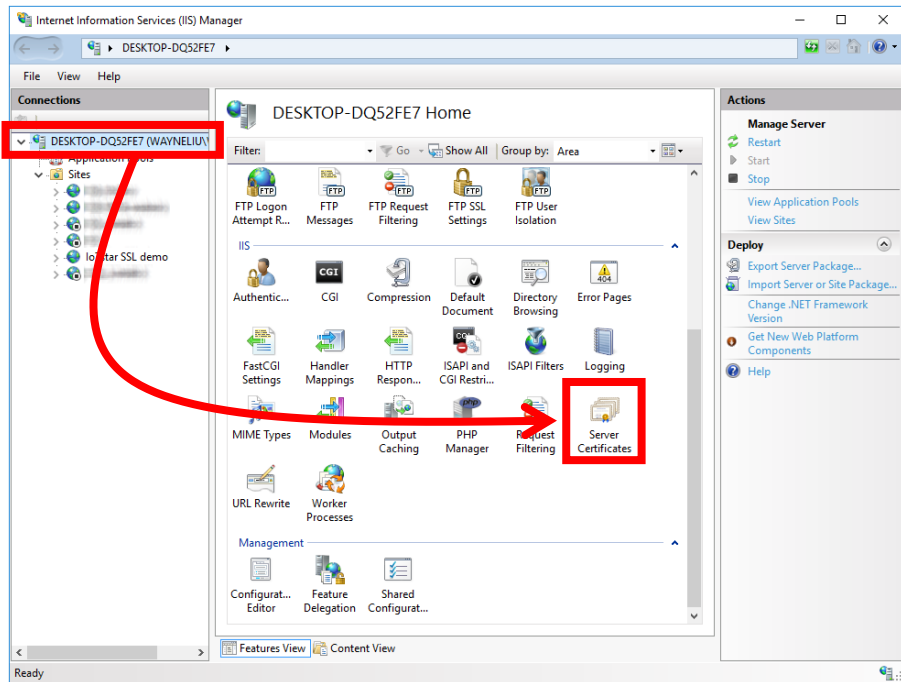 Internet Information Services (IIS) Manager
DESKTOP-DQ52FE7
File View Help
Connections
DESKTOP-DQ52FE7 (WAYNELIU\
Application Pools
Sites
SSL demo
DESKTOP-DQ52FE7 Home
Filter: Go Show All Group by: Area
FTP Logon Attempt R...
FTP Messages
FTP Request Filtering
FTP SSL Settings
FTP User Isolation
IIS
Authentic...
CGI
Compression
Default Document
Directory Browsing
Error Pages
FastCGI Settings
Handler Mappings
HTTP Respon...
ISAPI and CGI Restri...
ISAPI Filters
Logging
MIME Types
Modules
Output Caching
PHP Manager
Request Filtering
Server Certificates
URL Rewrite
Worker Processes
Management
Configurat... Editor
Feature Delegation
Shared Configurat...
Features View Content View
Actions
Manage Server
Restart
Start
Stop
View Application Pools
View Sites
Deploy
Export Server Package...
Import Server or Site Package...
Change .NET Framework Version
Get New Web Platform Components
Help
Ready